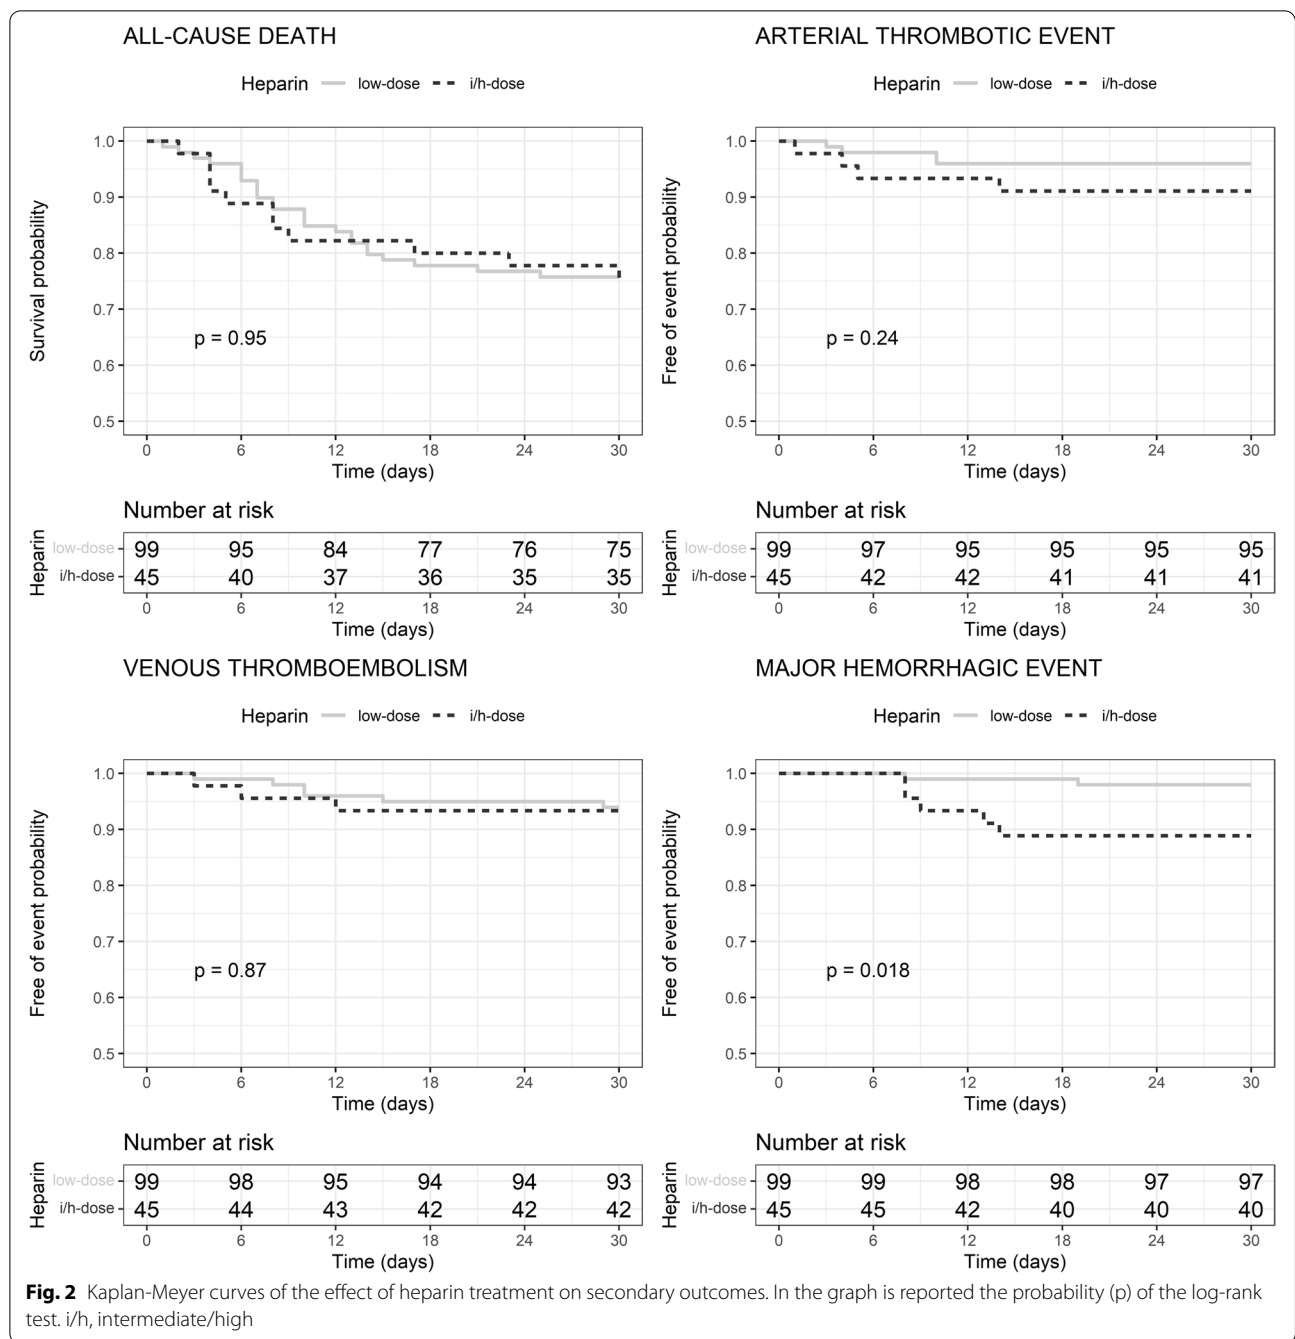 ALL-CAUSE DEATH
Heparin low-dose i/h-dose
Survival probability
1.0
0.9
0.8
0.7
0.6
0.5
p = 0.95
0 6 12 18 24 30
Time (days)
Number at risk
Heparin
low-dose 99 95 84 77 76 75
i/h-dose 45 40 37 36 35 35
0 6 12 18 24 30
Time (days)
ARTERIAL THROMBOTIC EVENT
Heparin low-dose i/h-dose
Free of event probability
1.0
0.9
0.8
0.7
0.6
0.5
p = 0.24
0 6 12 18 24 30
Time (days)
Number at risk
Heparin
low-dose 99 97 95 95 95 95
i/h-dose 45 42 42 41 41 41
0 6 12 18 24 30
Time (days)
VENOUS THROMBOEMBOLISM
Heparin low-dose i/h-dose
Free of event probability
1.0
0.9
0.8
0.7
0.6
0.5
p = 0.87
0 6 12 18 24 30
Time (days)
Number at risk
Heparin
low-dose 99 98 95 94 94 93
i/h-dose 45 44 43 42 42 42
0 6 12 18 24 30
Time (days)
MAJOR HEMORRHAGIC EVENT
Heparin low-dose i/h-dose
Free of event probability
1.0
0.9
0.8
0.7
0.6
0.5
p = 0.018
0 6 12 18 24 30
Time (days)
Number at risk
Heparin
low-dose 99 99 98 98 97 97
i/h-dose 45 45 42 40 40 40
0 6 12 18 24 30
Time (days)
Fig. 2 Kaplan-Meyer curves of the effect of heparin treatment on secondary outcomes. In the graph is reported the probability (p) of the log-rank
test. i/h, intermediate/high